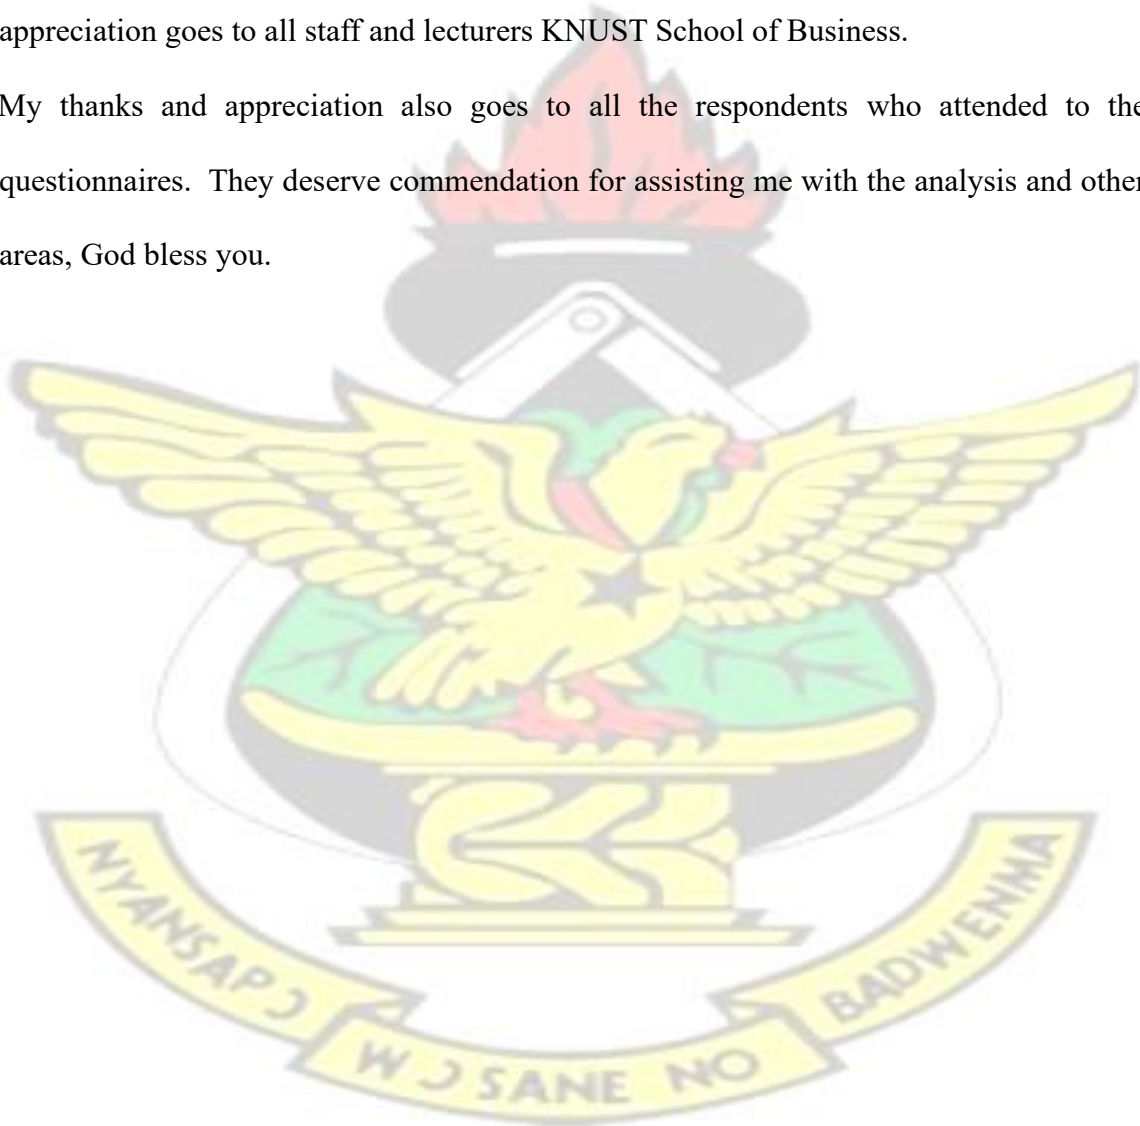 appreciation goes to all staff and lecturers KNUST School of Business.
My thanks and appreciation also goes to all the respondents who attended to the
questionnaires. They deserve commendation for assisting me with the analysis and other
areas, God bless you.
NYANSAPƆ
WƆSANE NO
BADWENMA